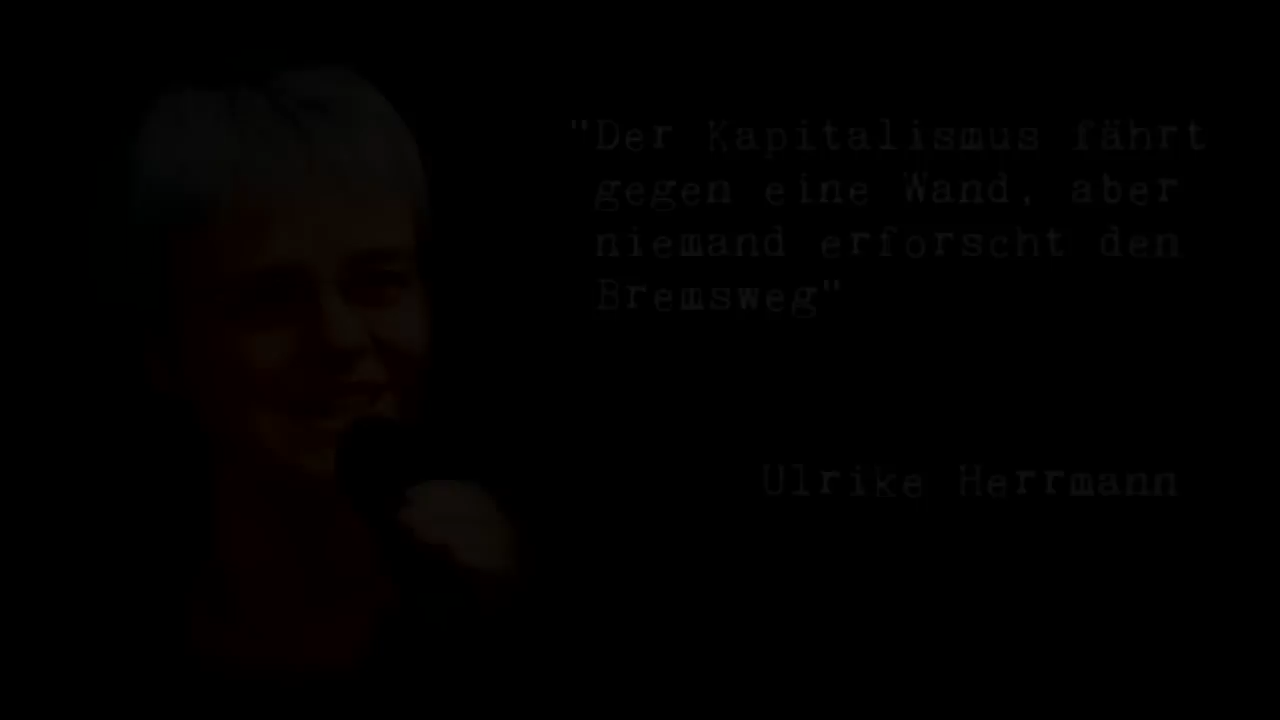 "Der Kapitalismus fährt
gegen eine Wand, aber
niemand erforscht den
Bremsweg"
Ulrike Herrmann